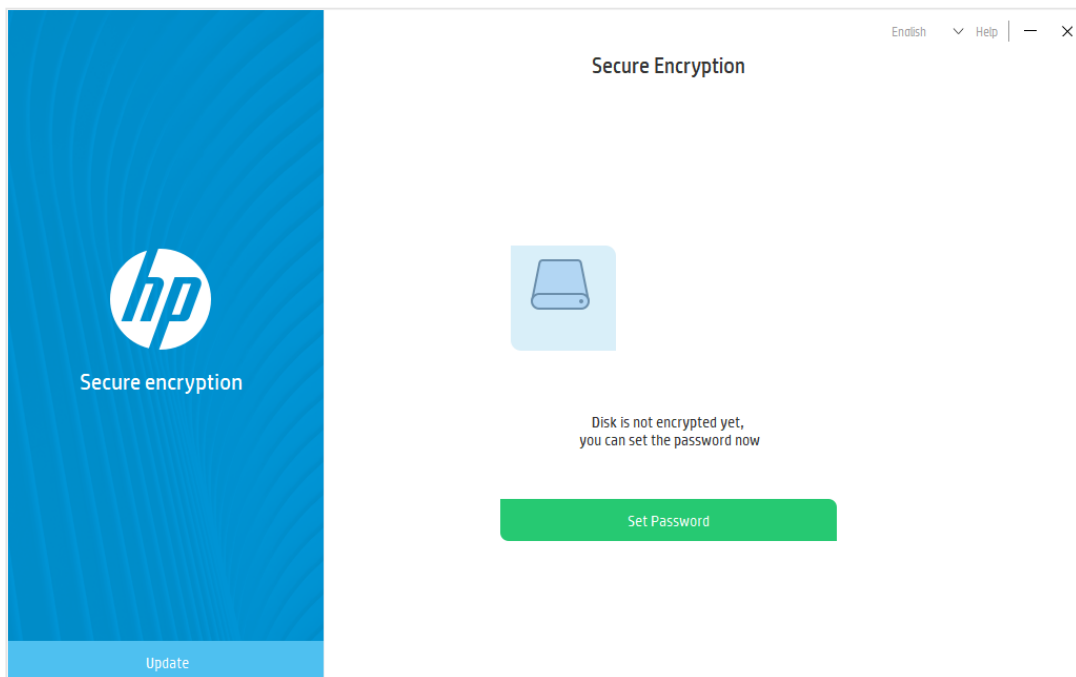 English
Help
Secure Encryption
hp
Secure encryption
Disk is not encrypted yet,
you can set the password now
Set Password
Update